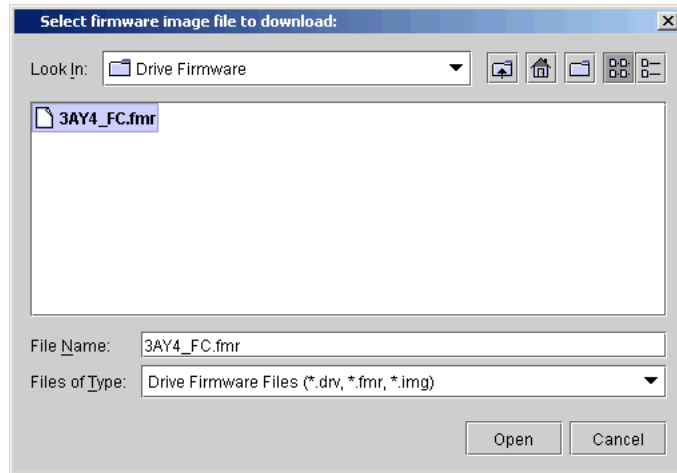 Select firmware image file to download:
Look In: Drive Firmware
3AY4_FC.fmr
File Name: 3AY4_FC.fmr
Files of Type: Drive Firmware Files (*.drv, *.fmr, *.img)
Open Cancel